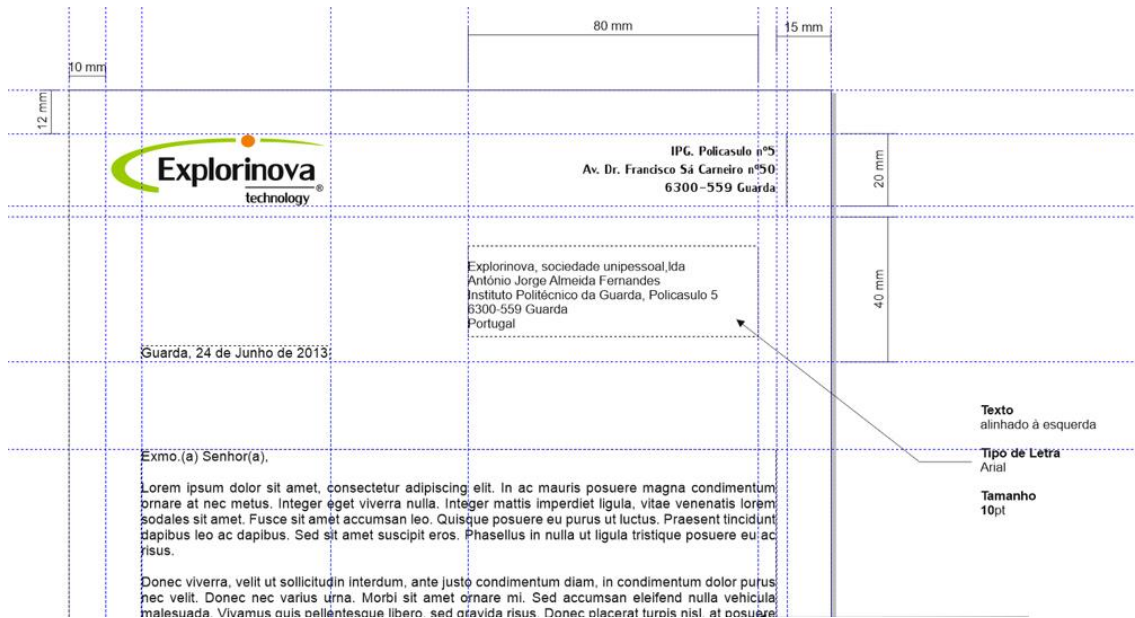 80 mm
15 mm
10 mm
12 mm
Explorinova
technology®
IPG. Policasulo nº5
Av. Dr. Francisco Sá Carneiro nº50
6300-559 Guarda
20 mm
Explorinova, sociedade unipessoal,lda
António Jorge Almeida Fernandes
Instituto Politécnico da Guarda, Policasulo 5
6300-559 Guarda
Portugal
40 mm
Guarda, 24 de Junho de 2013
Texto
alinhado à esquerda
Tipo de Letra
Arial
Tamanho
10pt
Exmo.(a) Senhor(a),
Lorem ipsum dolor sit amet, consectetur adipiscing elit. In ac mauris posuere magna condimentum
ornare at nec metus. Integer eget viverra nulla. Integer mattis imperdiet ligula, vitae venenatis lorem
sodales sit amet. Fusce sit amet accumsan leo. Quisque posuere eu purus ut luctus. Praesent tincidunt
dapibus leo ac dapibus. Sed sit amet suscipit eros. Phasellus in nulla ut ligula tristique posuere eu ac
risus.
Donec viverra, velit ut sollicitudin interdum, ante justo condimentum diam, in condimentum dolor purus
nec velit. Donec nec varius urna. Morbi sit amet ornare mi. Sed accumsan eleifend nulla vehicula
malesuada. Vivamus quis pellentesque libero, sed gravida risus. Donec placerat turpis nisl, at posuere